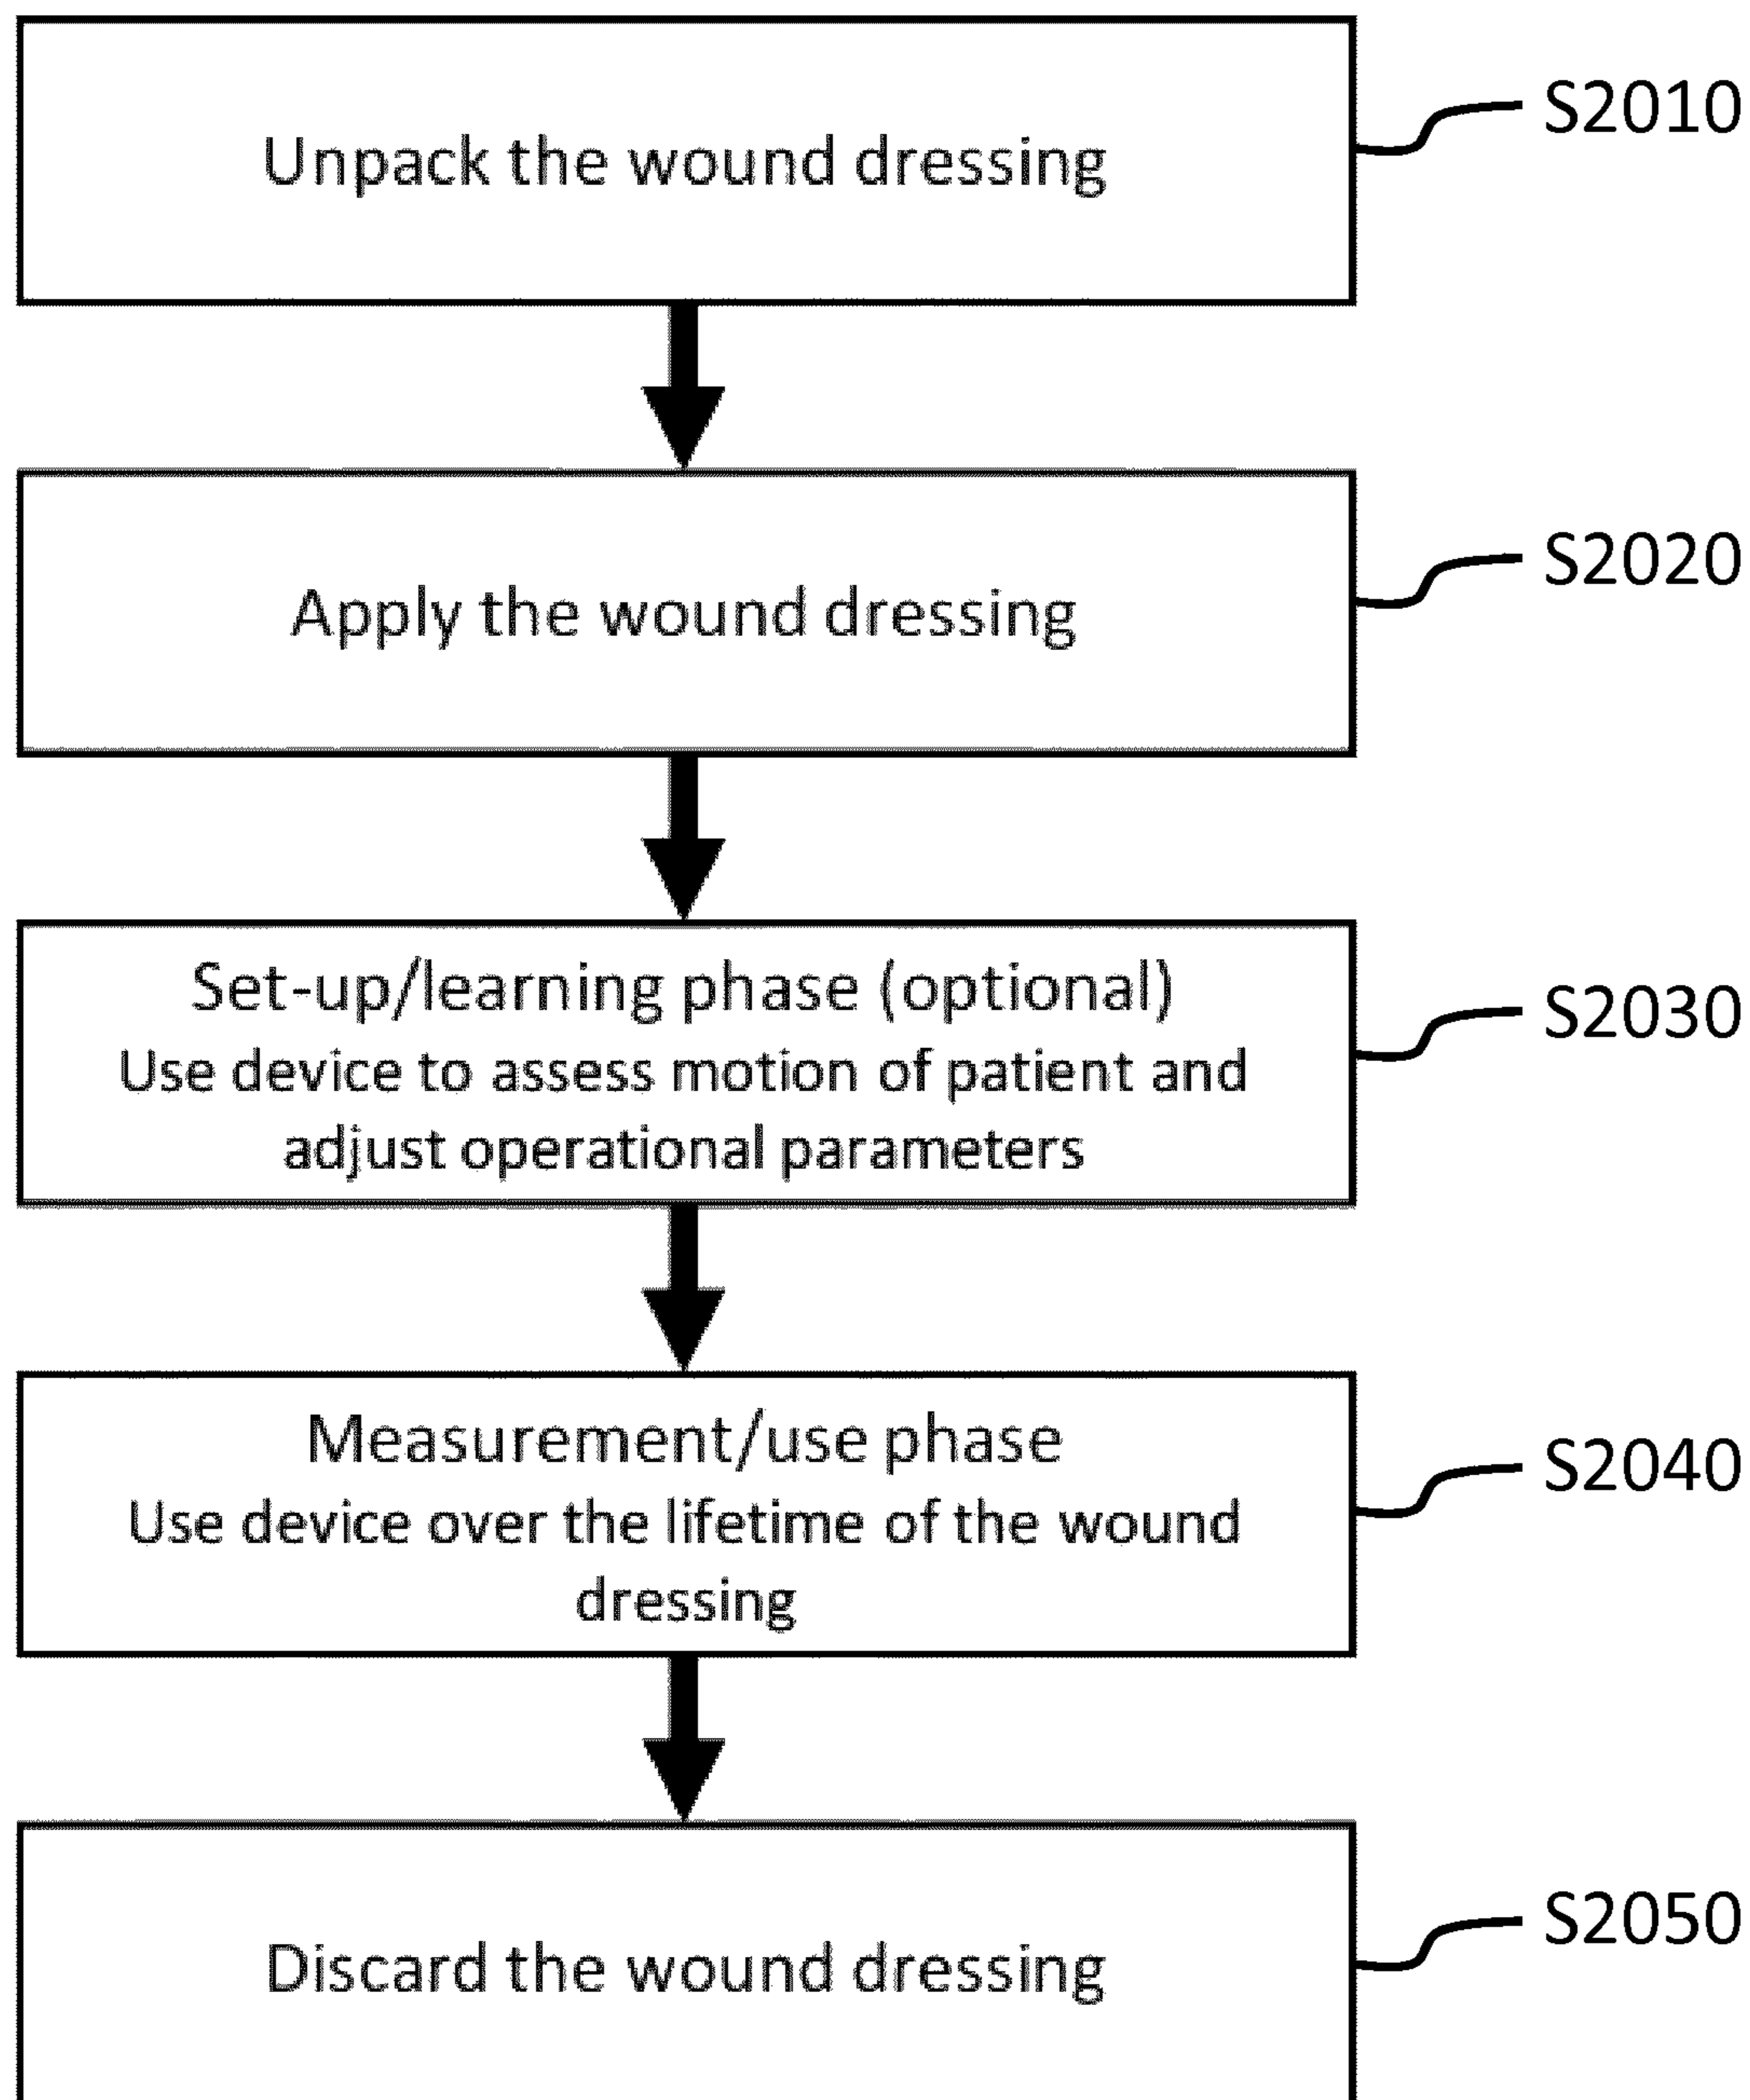 Unpack the wound dressing
S2010
Apply the wound dressing
S2020
Set-up/learning phase (optional)
Use device to assess motion of patient and
adjust operational parameters
S2030
Measurement/use phase
Use device over the lifetime of the wound
dressing
S2040
Discard the wound dressing
S2050